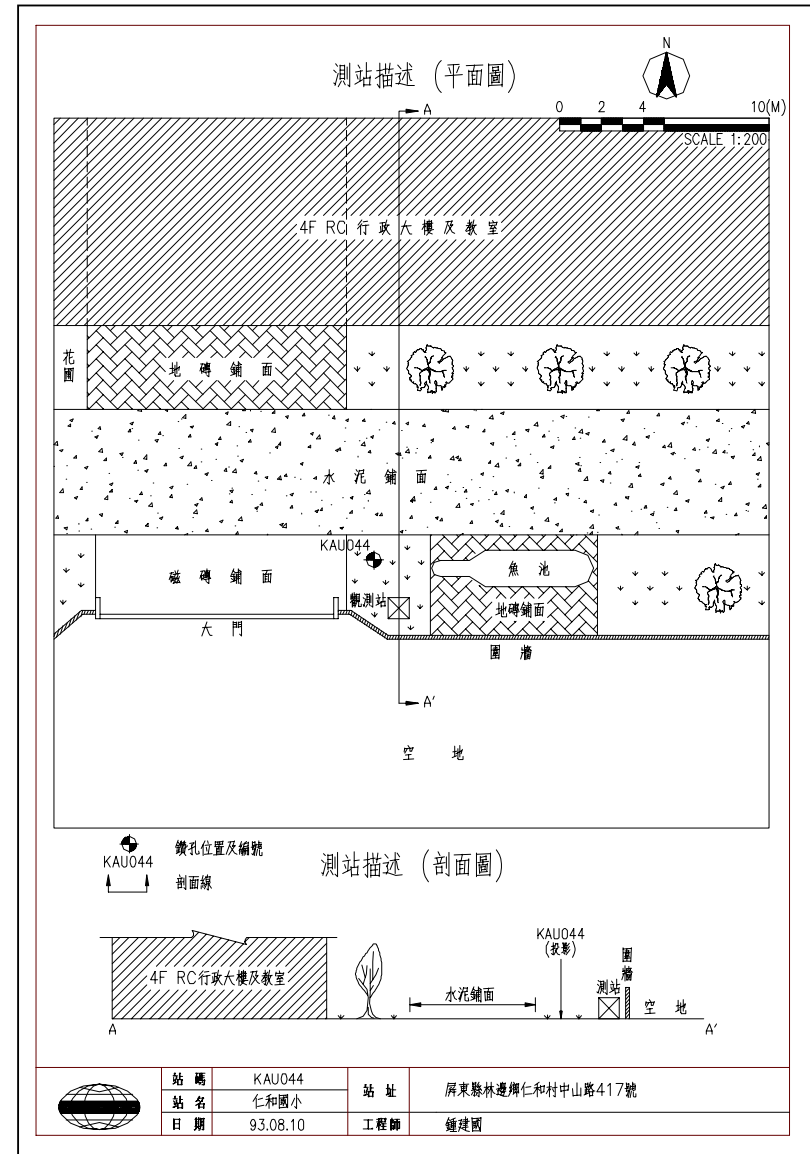 測站描述 (平面圖)
N
A
0 2 4 10(M)
SCALE 1:200
4F RC 行政大樓及教室
花圃
地磚鋪面
水泥鋪面
KAU044
磁磚鋪面
魚池
觀測站
地磚鋪面
大門
圍牆
A'
空地
KAU044
鑽孔位置及編號
剖面線
測站描述 (剖面圖)
KAU044
(投影)
圍牆
4F RC行政大樓及教室
水泥鋪面
測站
空地
A
A'
站碼 KAU044 站址 屏東縣林邊鄉仁和村中山路417號
站名 仁和國小
日期 93.08.10 工程師 鍾建國